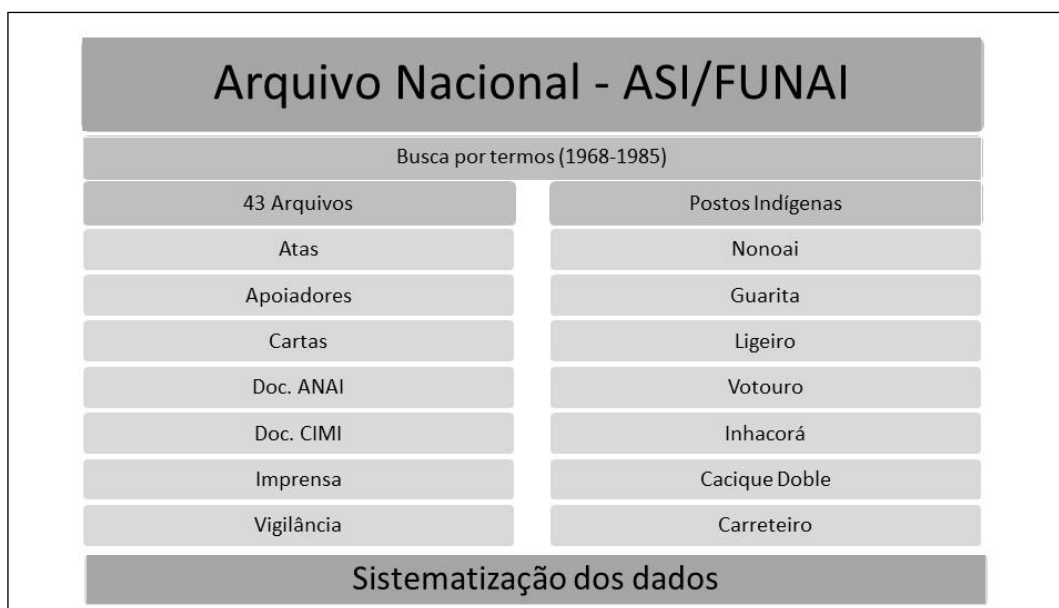 Arquivo Nacional - ASI/FUNAI
Busca por termos (1968-1985)
43 Arquivos
Postos Indígenas
Atas
Nonoai
Apoiadores
Guarita
Cartas
Ligeiro
Doc. ANAI
Votouro
Doc. CIMI
Inhacorá
Imprensa
Cacique Doble
Vigilância
Carreteiro
Sistematização dos dados